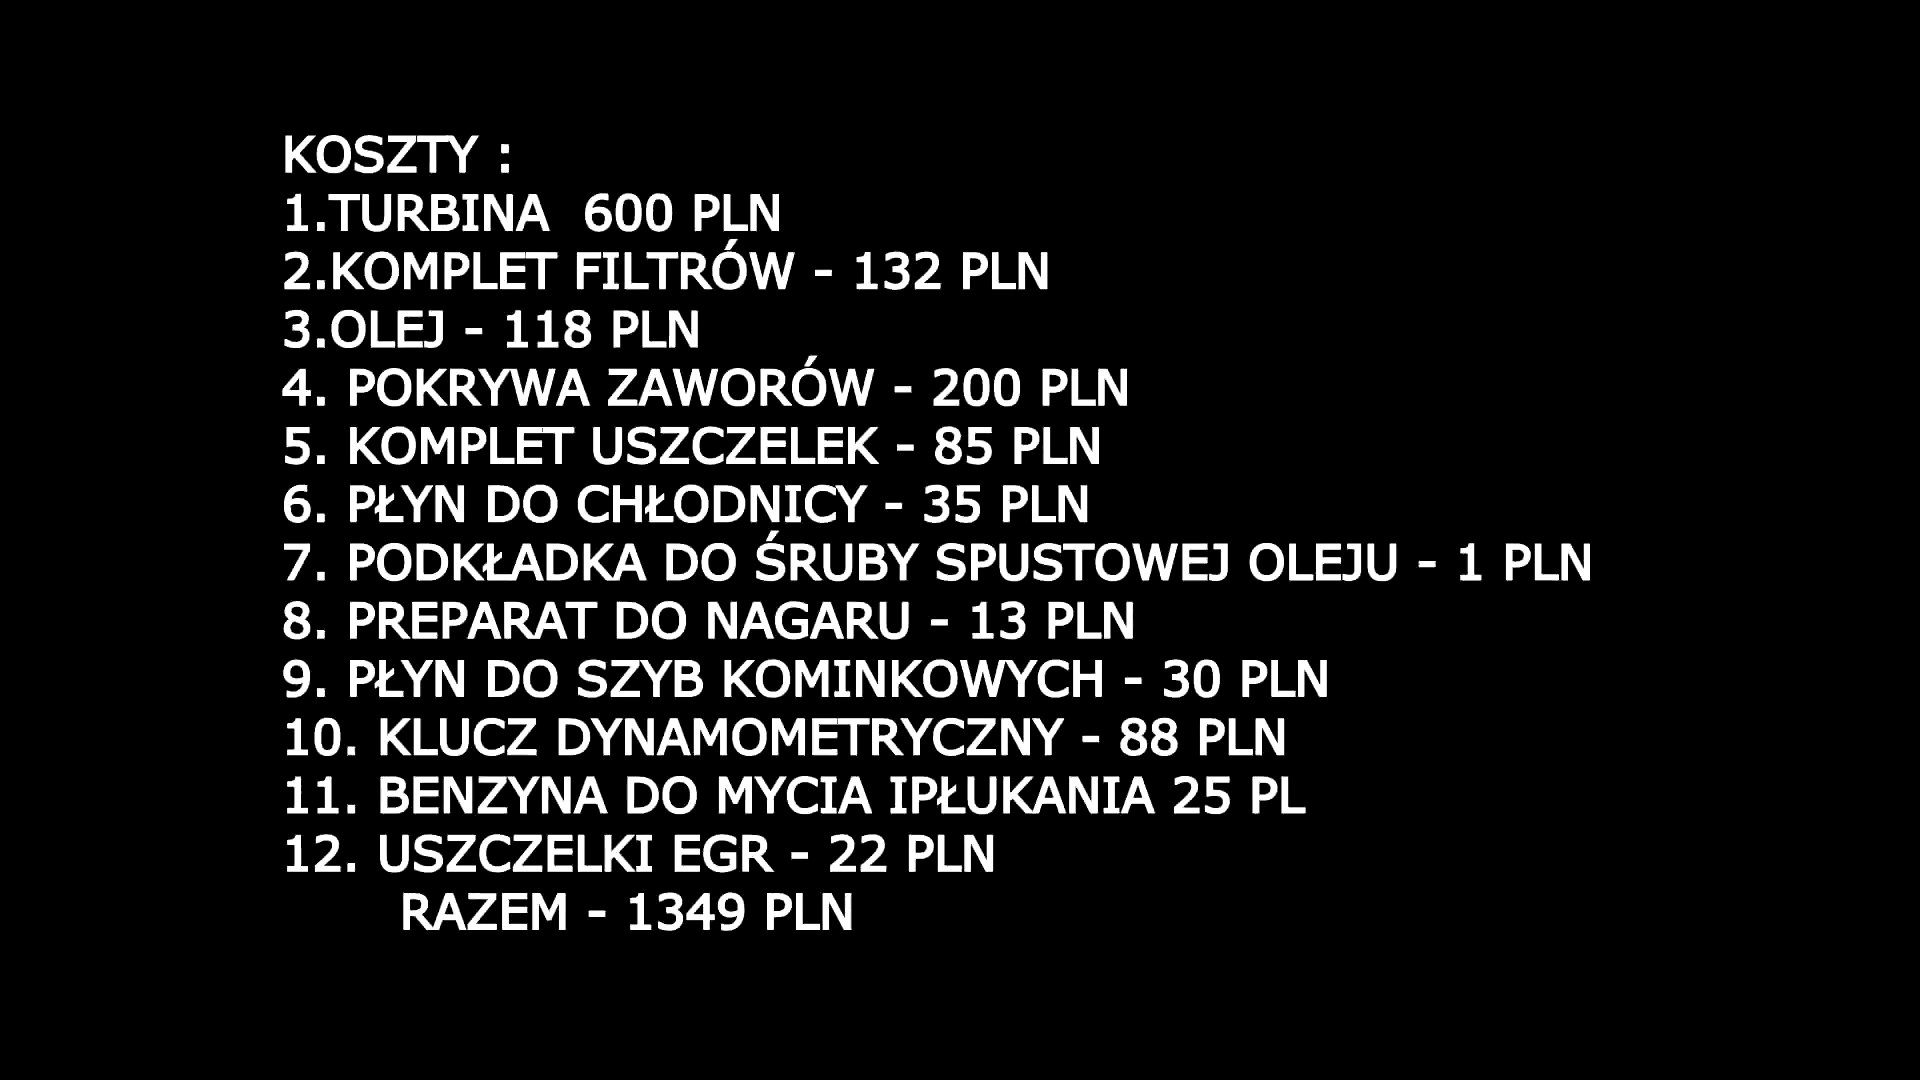 KOSZTY :
1.TURBINA  600 PLN
2.KOMPLET FILTRÓW - 132 PLN
3.OLEJ - 118 PLN
4. POKRYWA ZAWORÓW - 200 PLN
5. KOMPLET USZCZELEK - 85 PLN
6. PŁYN DO CHŁODNICY - 35 PLN
7. PODKŁADKA DO ŚRUBY SPUSTOWEJ OLEJU - 1 PLN
8. PREPARAT DO NAGARU - 13 PLN
9. PŁYN DO SZYB KOMINKOWYCH - 30 PLN
10. KLUCZ DYNAMOMETRYCZNY - 88 PLN
11. BENZYNA DO MYCIA IPŁUKANIA 25 PL
12. USZCZELKI EGR - 22 PLN
RAZEM - 1349 PLN